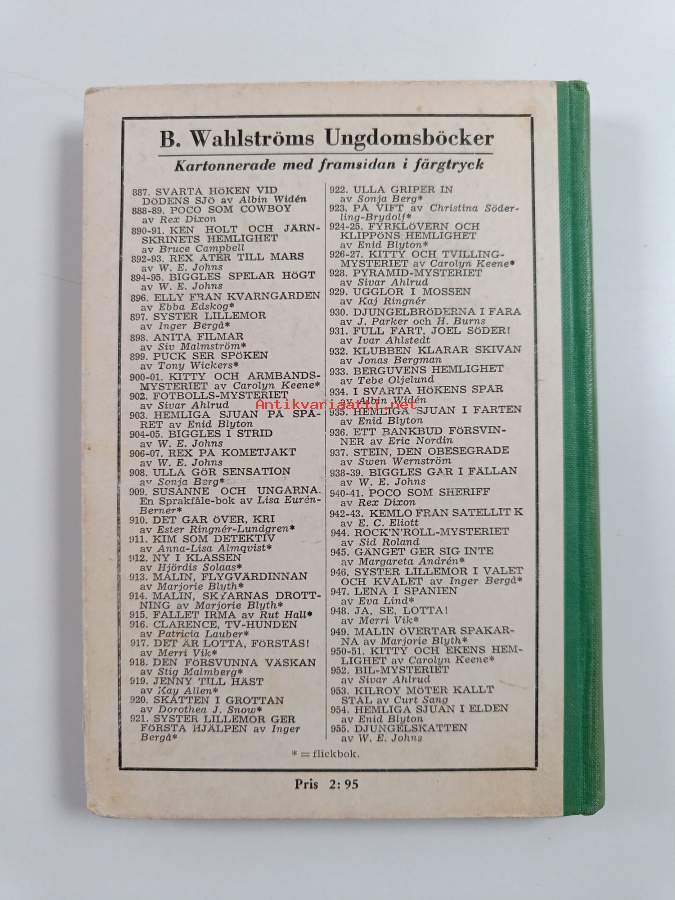 B. Wahlströms Ungdomsböcker
Kartonnerade med framsidan i färgtryck
887. SVARTA HÖKEN VID
DÖDENS SJÖ av Albin Widén
888-89. POCO SOM COWBOY
av Rex Dixon
890-91. KEN HOLT OCH JÄRN-
SKRINETS HEMLIGHET
av Bruce Campbell
892-93. REX ÅTER TILL MARS
av W. E. Johns
894-95. BIGGLES SPELAR HÖGT
av W. E. Johns
896. ELLY FRÅN KVARNGÅRDEN
av Ebba Edskog*
897. SYSTER LILLEMOR
av Inger Bergå*
898. ANITA FILMAR
av Siv Malmström*
899. PUCK SER SPÖKEN
av Tony Wickers*
900-01. KITTY OCH ARMBANDS-
MYSTERIET av Carolyn Keene*
902. FOTBOLLS-MYSTERIET
av Sivar Ahlrud
903. HEMLIGA SJUAN PÅ SPÅ-
RET av Enid Blyton
904-05. BIGGLES I STRID
av W. E. Johns
906-07. REX PÅ KOMETJAKT
av W. E. Johns
908. ULLA GÖR SENSATION
av Sonja Berg*
909. SUSANNE OCH UNGARNA.
En Språkfåle-bok av Lisa Eurén-
Berner*
910. DET GÅR ÖVER, KRI
av Ester Ringnér-Lundgren*
911. KIM SOM DETEKTIV
av Anna-Lisa Almqvist*
912. NY I KLASSEN
av Hjördis Solaas*
913. MALIN, FLYGVÄRDINNAN
av Marjorie Blyth*
914. MALIN, SKYARNAS DROTT-
NING av Marjorie Blyth*
915. FALLET IRMA av Rut Hall*
916. CLARENCE, TV-HUNDEN
av Patricia Lauber*
917. DET ÄR LOTTA, FÖRSTÅS!
av Merri Vik*
918. DEN FÖRSVUNNA VÄSKAN
av Stig Malmberg*
919. JENNY TILL HÄST
av Kay Allen*
920. SKATTEN I GROTTAN
av Dorothea J. Snow*
921. SYSTER LILLEMOR GER
FÖRSTA HJÄLPEN av Inger
Bergå*
922. ULLA GRIPER IN
av Sonja Berg*
923. PÅ VIFT av Christina Söder-
ling-Brydolf*
924-25. FYRKLÖVERN OCH
KLIPPÖNS HEMLIGHET
av Enid Blyton*
926-27. KITTY OCH TVILLING-
MYSTERIET av Carolyn Keene*
928. PYRAMID-MYSTERIET
av Sivar Ahlrud
929. UGGLOR I MOSSEN
av Kaj Ringnér
930. DJUNGELBRÖDERNA I FARA
av J. Parker och H. Burns
931. FULL FART, JOEL SÖDER!
av Ivar Ahlstedt
932. KLUBBEN KLARAR SKIVAN
av Jonas Bergman
933. BERGUVENS HEMLIGHET
av Tebe Oljelund
934. I SVARTA HÖKENS SPÅR
av Albin Widén
935. HEMLIGA SJUAN I FARTEN
av Enid Blyton
936. ETT BANKBUD FÖRSVIN-
NER av Eric Nordin
937. STEIN, DEN OBESEGRADE
av Swen Wernström
938-39. BIGGLES GÅR I FÄLLAN
av W. E. Johns
940-41. POCO SOM SHERIFF
av Rex Dixon
942-43. KEMLO FRÅN SATELLIT K
av E. C. Eliott
944. ROCK'N'ROLL-MYSTERIET
av Sid Roland
945. GÄNGET GER SIG INTE
av Margareta Andrén*
946. SYSTER LILLEMOR I VALET
OCH KVALET av Inger Bergå*
947. LENA I SPANIEN
av Eva Lind*
948. JA, SE, LOTTA!
av Merri Vik*
949. MALIN ÖVERTAR SPAKAR-
NA av Marjorie Blyth*
950-51. KITTY OCH EKENS HEM-
LIGHET av Carolyn Keene*
952. BIL-MYSTERIET
av Sivar Ahlrud
953. KILROY MÖTER KALLT
STÅL av Curt Sang
954. HEMLIGA SJUAN I ELDEN
av Enid Blyton
955. DJUNGELSKATTEN
av W. E. Johns
* = flickbok.
Pris 2:95
Antikvariaatti.net